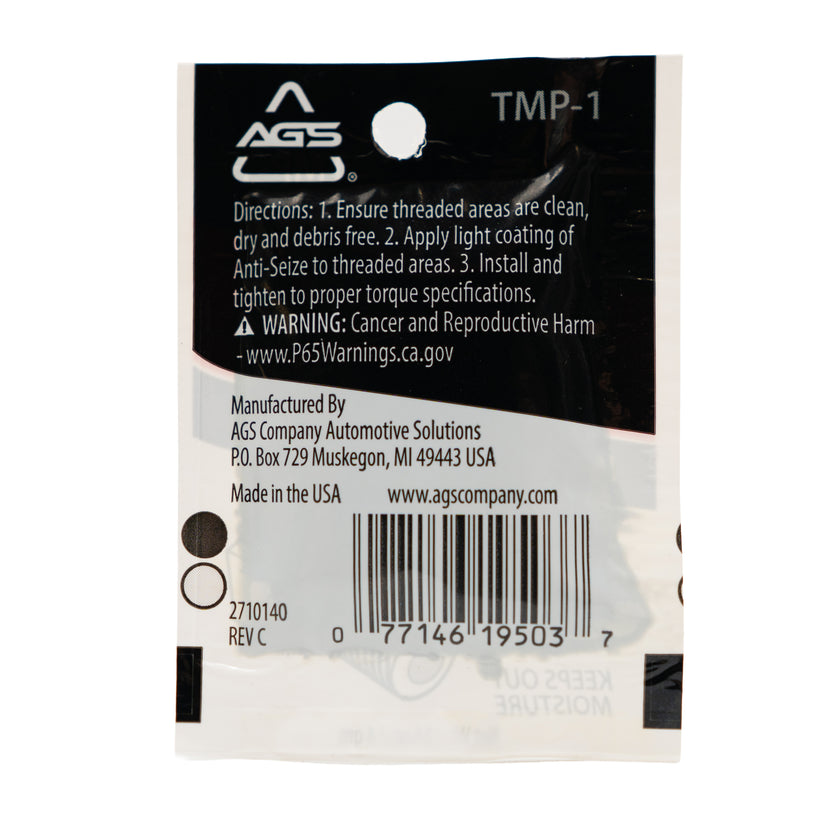 AGS
®
TMP-1
Directions: 1. Ensure threaded areas are clean,
dry and debris free. 2. Apply light coating of
Anti-Seize to threaded areas. 3. Install and
tighten to proper torque specifications.
⚠ WARNING: Cancer and Reproductive Harm
- www.P65Warnings.ca.gov
Manufactured By
AGS Company Automotive Solutions
P.O. Box 729 Muskegon, MI 49443 USA
Made in the USA www.agscompany.com
2710140
REV C
0 77146 19503 7
KEEPS OUT
MOISTURE